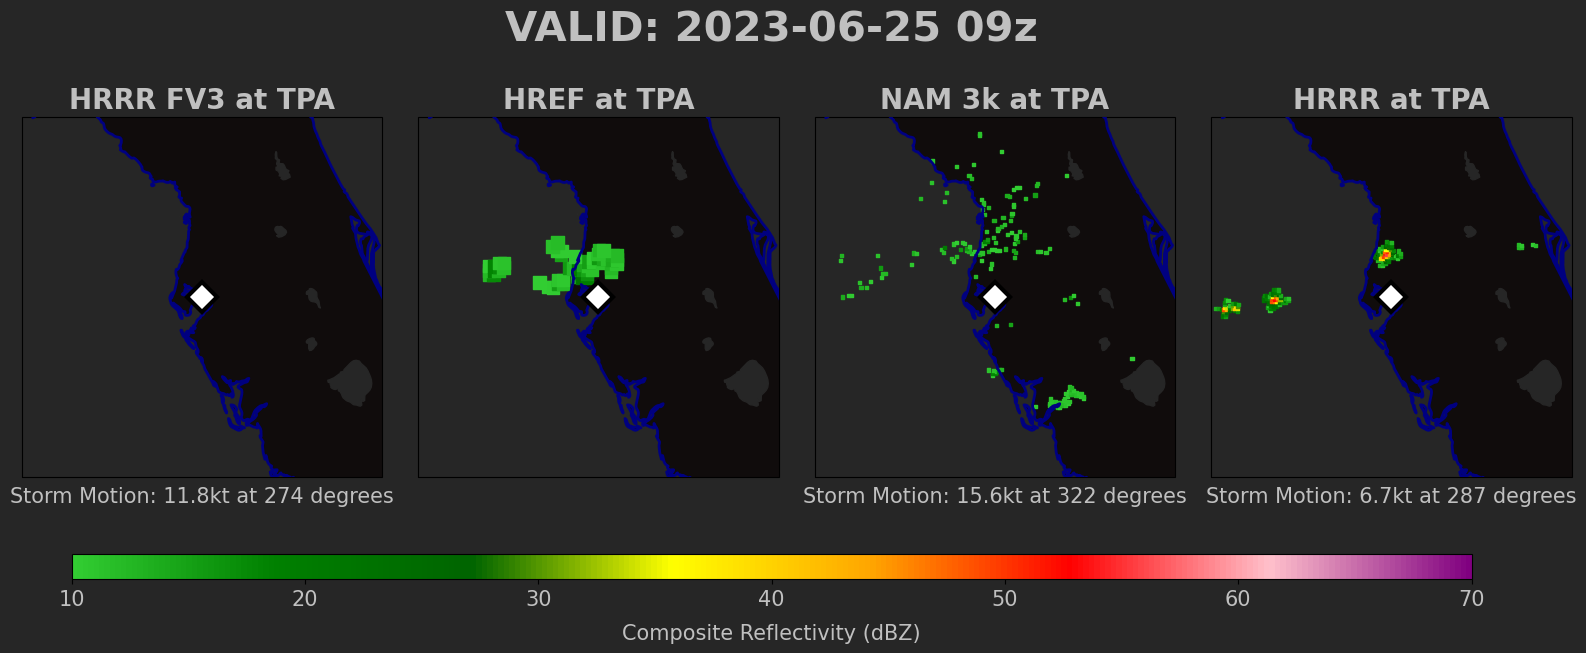 VALID: 2023-06-25 09z
HRRR FV3 at TPA
HREF at TPA
NAM 3k at TPA
HRRR at TPA
Storm Motion: 11.8kt at 274 degrees
Storm Motion: 15.6kt at 322 degrees
Storm Motion: 6.7kt at 287 degrees
10 20 30 40 50 60 70
Composite Reflectivity (dBZ)